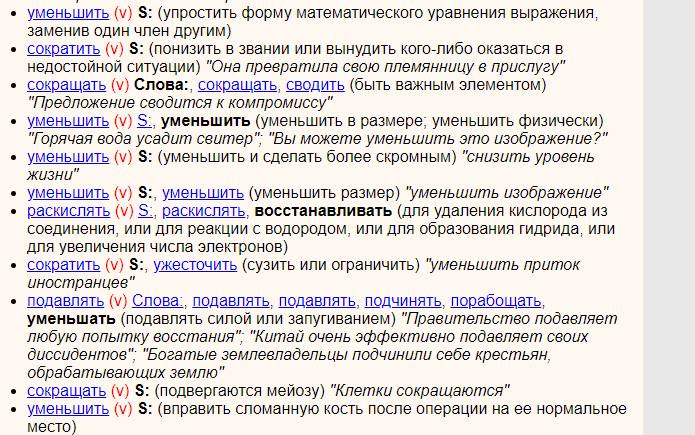 уменьшить (v) S: (упростить форму математического уравнения выражения,
заменив один член другим)
сократить (v) S: (понизить в звании или вынудить кого-либо оказаться в
недостойной ситуации) "Она превратила свою племянницу в прислугу"
сокращать (v) Слова:, сокращать, сводить (быть важным элементом)
"Предложение сводится к компромиссу"
уменьшить (v) S:, уменьшить (уменьшить в размере; уменьшить физически)
"Горячая вода усадит свитер"; "Вы можете уменьшить это изображение?"
уменьшить (v) S: (уменьшить и сделать более скромным) "снизить уровень
жизни"
уменьшить (v) S:, уменьшить (уменьшить размер) "уменьшить изображение"
раскислять (v) S:, раскислять, восстанавливать (для удаления кислорода из
соединения, или для реакции с водородом, или для образования гидрида, или
для увеличения числа электронов)
сократить (v) S:, ужесточить (сузить или ограничить) "уменьшить приток
иностранцев"
подавлять (v) Слова:, подавлять, подавлять, подчинять, порабощать,
уменьшать (подавлять силой или запугиванием) "Правительство подавляет
любую попытку восстания"; "Китай очень эффективно подавляет своих
диссидентов"; "Богатые землевладельцы подчинили себе крестьян,
обрабатывающих землю"
сокращать (v) S: (подвергаются мейозу) "Клетки сокращаются"
уменьшить (v) S: (вправить сломанную кость после операции на ее нормальное
место)